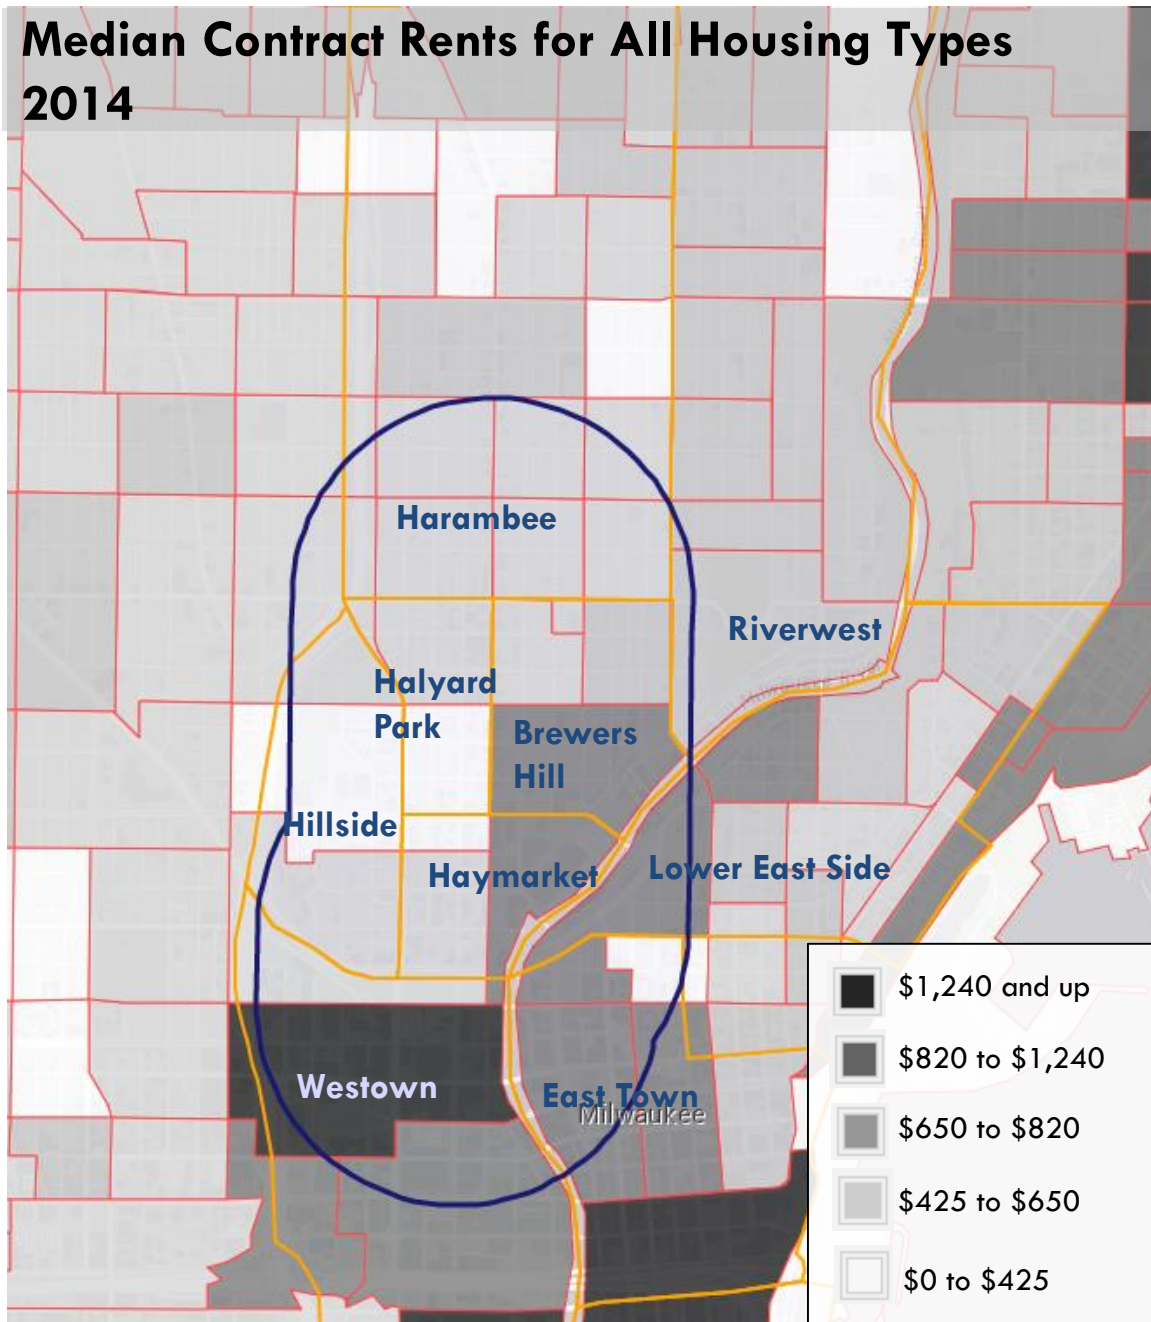 Median Contract Rents for All Housing Types
2014
Harambee
Riverwest
Halyard
Park
Brewers
Hill
Hillside
Haymarket
Lower East Side
Westown
East Town
Milwaukee
$1,240 and up
$820 to $1,240
$650 to $820
$425 to $650
$0 to $425